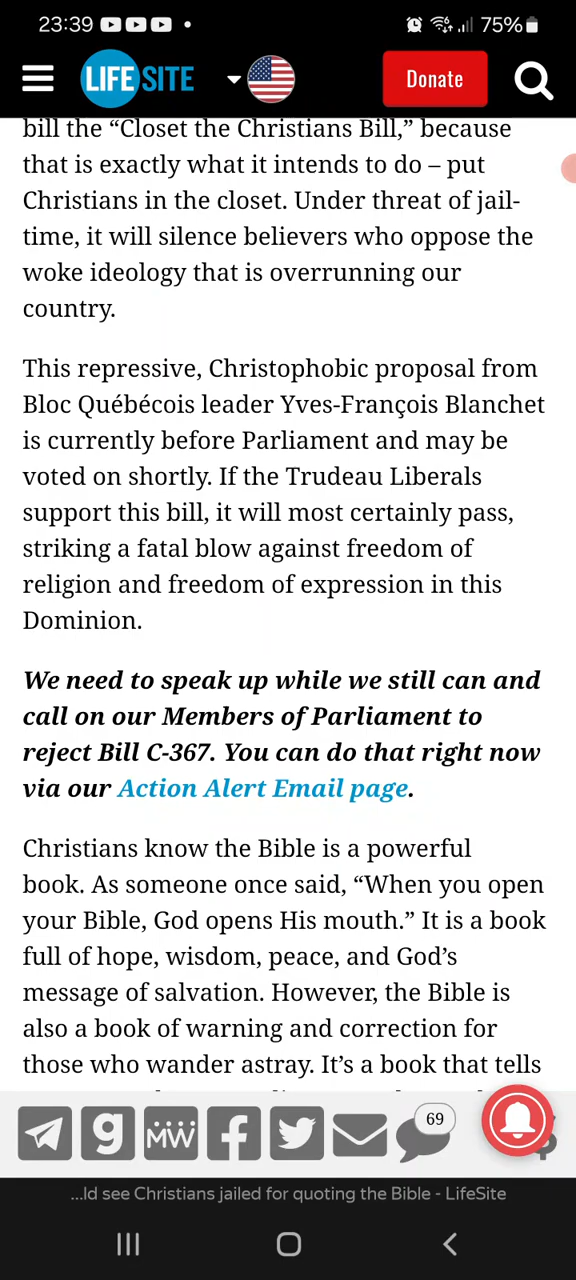 23:39
75%
LIFE SITE
Donate
bill the “Closet the Christians Bill,” because
that is exactly what it intends to do – put
Christians in the closet. Under threat of jail-
time, it will silence believers who oppose the
woke ideology that is overrunning our
country.
This repressive, Christophobic proposal from
Bloc Québécois leader Yves-François Blanchet
is currently before Parliament and may be
voted on shortly. If the Trudeau Liberals
support this bill, it will most certainly pass,
striking a fatal blow against freedom of
religion and freedom of expression in this
Dominion.
We need to speak up while we still can and
call on our Members of Parliament to
reject Bill C-367. You can do that right now
via our Action Alert Email page.
Christians know the Bible is a powerful
book. As someone once said, “When you open
your Bible, God opens His mouth.” It is a book
full of hope, wisdom, peace, and God’s
message of salvation. However, the Bible is
also a book of warning and correction for
those who wander astray. It’s a book that tells
g MW f 69
...ld see Christians jailed for quoting the Bible - LifeSite